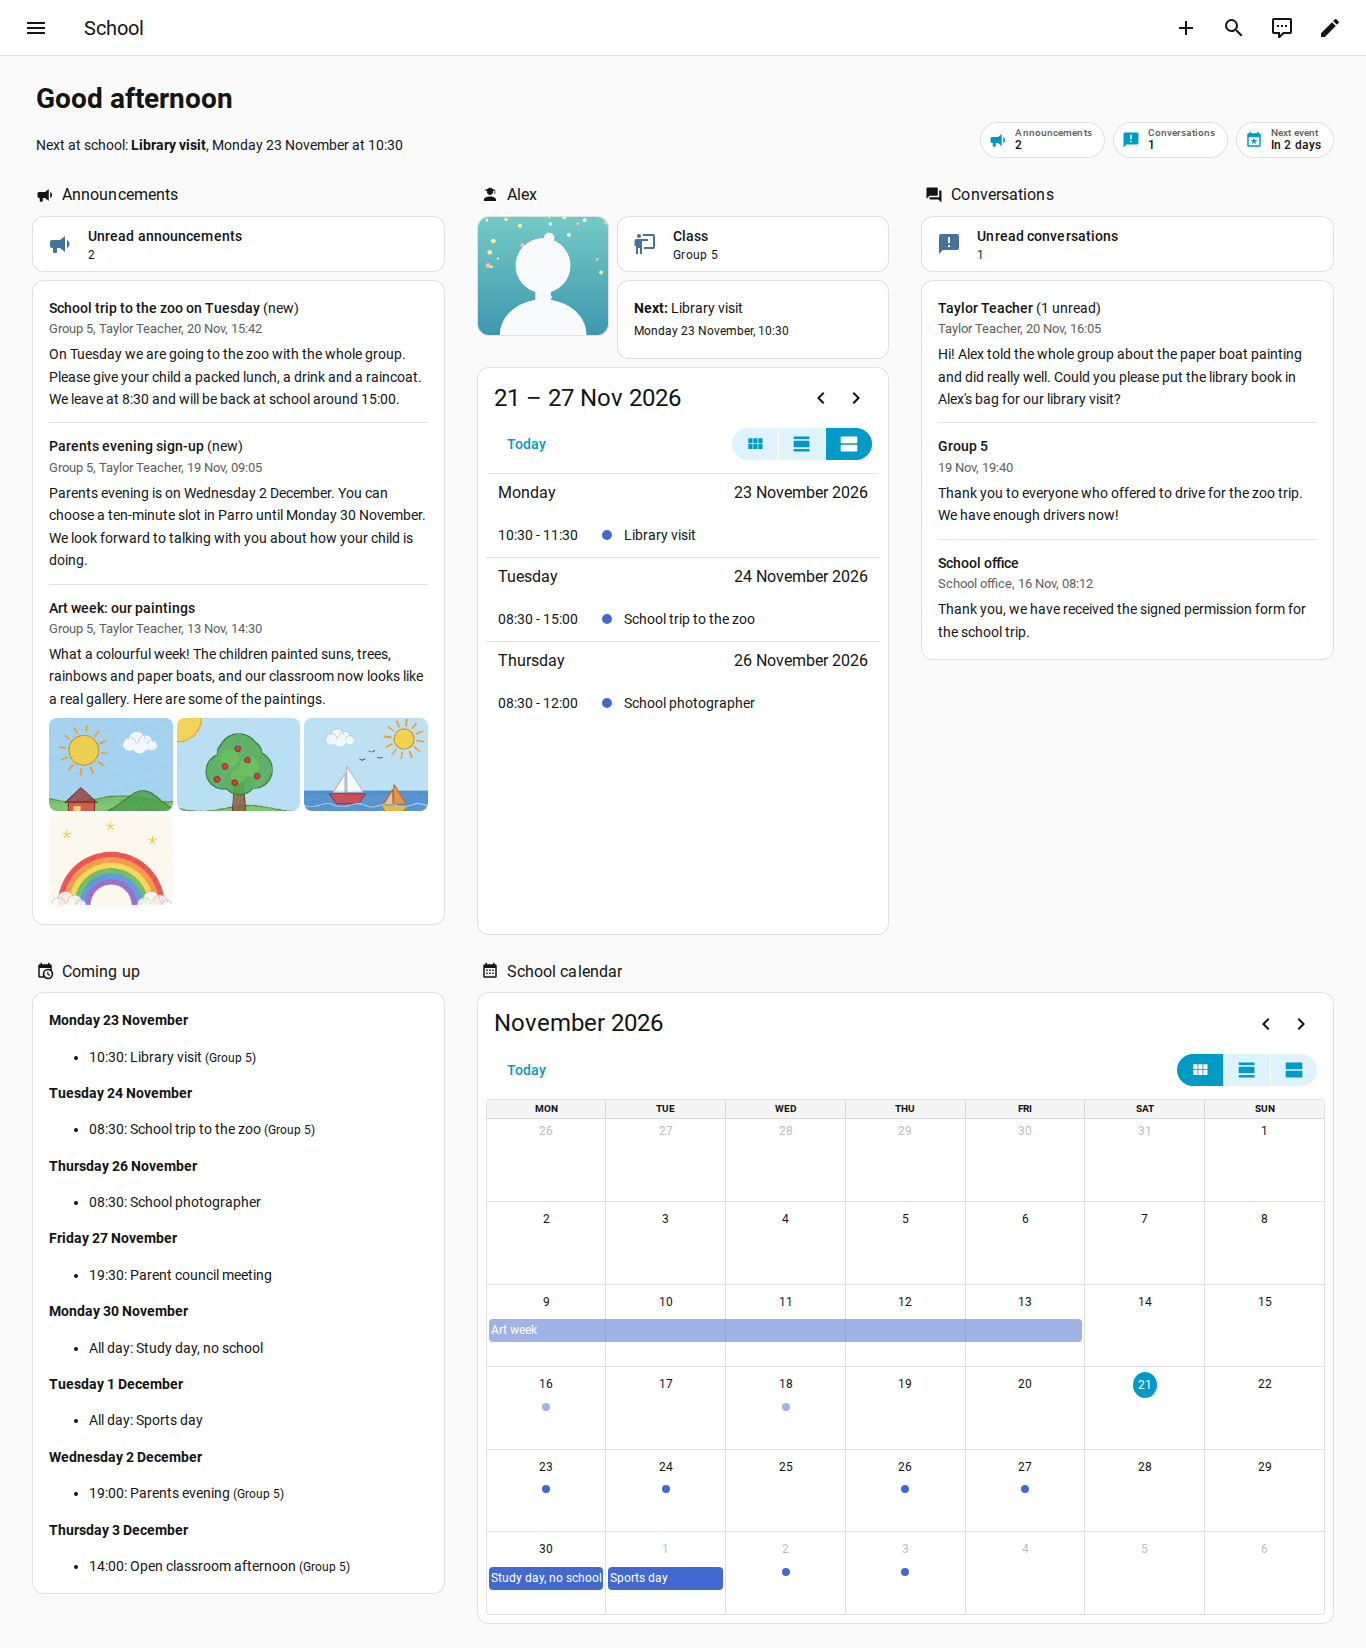 School
Good afternoon
Next at school: Library visit, Monday 23 November at 10:30
Announcements
2
Conversations
1
Next event
In 2 days
Announcements
Unread announcements
2
School trip to the zoo on Tuesday (new)
Group 5, Taylor Teacher, 20 Nov, 15:42
On Tuesday we are going to the zoo with the whole group.
Please give your child a packed lunch, a drink and a raincoat.
We leave at 8:30 and will be back at school around 15:00.
Parents evening sign-up (new)
Group 5, Taylor Teacher, 19 Nov, 09:05
Parents evening is on Wednesday 2 December. You can
choose a ten-minute slot in Parro until Monday 30 November.
We look forward to talking with you about how your child is
doing.
Art week: our paintings
Group 5, Taylor Teacher, 13 Nov, 14:30
What a colourful week! The children painted suns, trees,
rainbows and paper boats, and our classroom now looks like
a real gallery. Here are some of the paintings.
Alex
Class
Group 5
Next: Library visit
Monday 23 November, 10:30
21 – 27 Nov 2026
Today
Monday 23 November 2026
10:30 - 11:30 Library visit
Tuesday 24 November 2026
08:30 - 15:00 School trip to the zoo
Thursday 26 November 2026
08:30 - 12:00 School photographer
Conversations
Unread conversations
1
Taylor Teacher (1 unread)
Taylor Teacher, 20 Nov, 16:05
Hi! Alex told the whole group about the paper boat painting
and did really well. Could you please put the library book in
Alex's bag for our library visit?
Group 5
19 Nov, 19:40
Thank you to everyone who offered to drive for the zoo trip.
We have enough drivers now!
School office
School office, 16 Nov, 08:12
Thank you, we have received the signed permission form for
the school trip.
Coming up
Monday 23 November
• 10:30: Library visit (Group 5)
Tuesday 24 November
• 08:30: School trip to the zoo (Group 5)
Thursday 26 November
• 08:30: School photographer
Friday 27 November
• 19:30: Parent council meeting
Monday 30 November
• All day: Study day, no school
Tuesday 1 December
• All day: Sports day
Wednesday 2 December
• 19:00: Parents evening (Group 5)
Thursday 3 December
• 14:00: Open classroom afternoon (Group 5)
School calendar
November 2026
Today
MON TUE WED THU FRI SAT SUN
26 27 28 29 30 31 1
2 3 4 5 6 7 8
9 10 11 12 13 14 15
Art week
16 17 18 19 20 21 22
23 24 25 26 27 28 29
30 1 2 3 4 5 6
Study day, no school Sports day